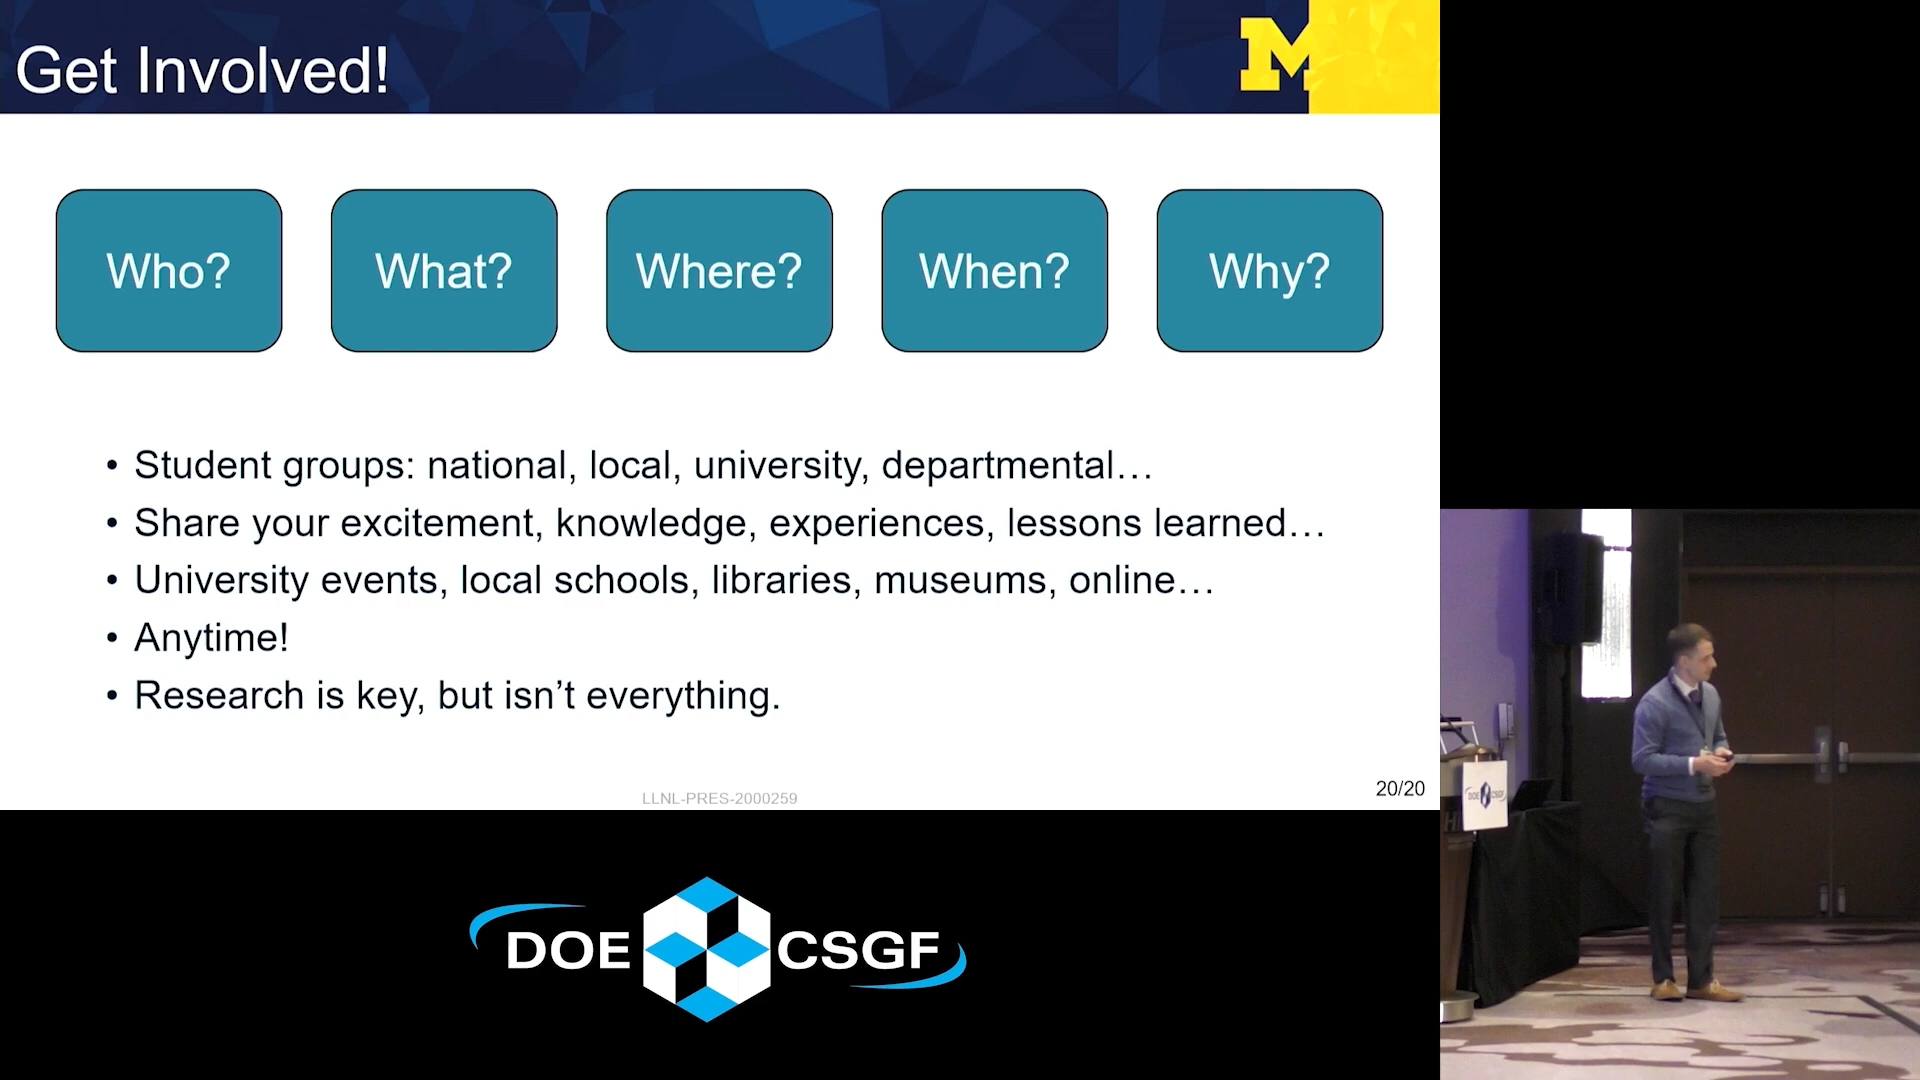 Get Involved!
M
Who?
What?
Where?
When?
Why?
• Student groups: national, local, university, departmental…
• Share your excitement, knowledge, experiences, lessons learned…
• University events, local schools, libraries, museums, online…
• Anytime!
• Research is key, but isn’t everything.
LLNL-PRES-2000259
20/20
DOE CSGF
DOE CSGF